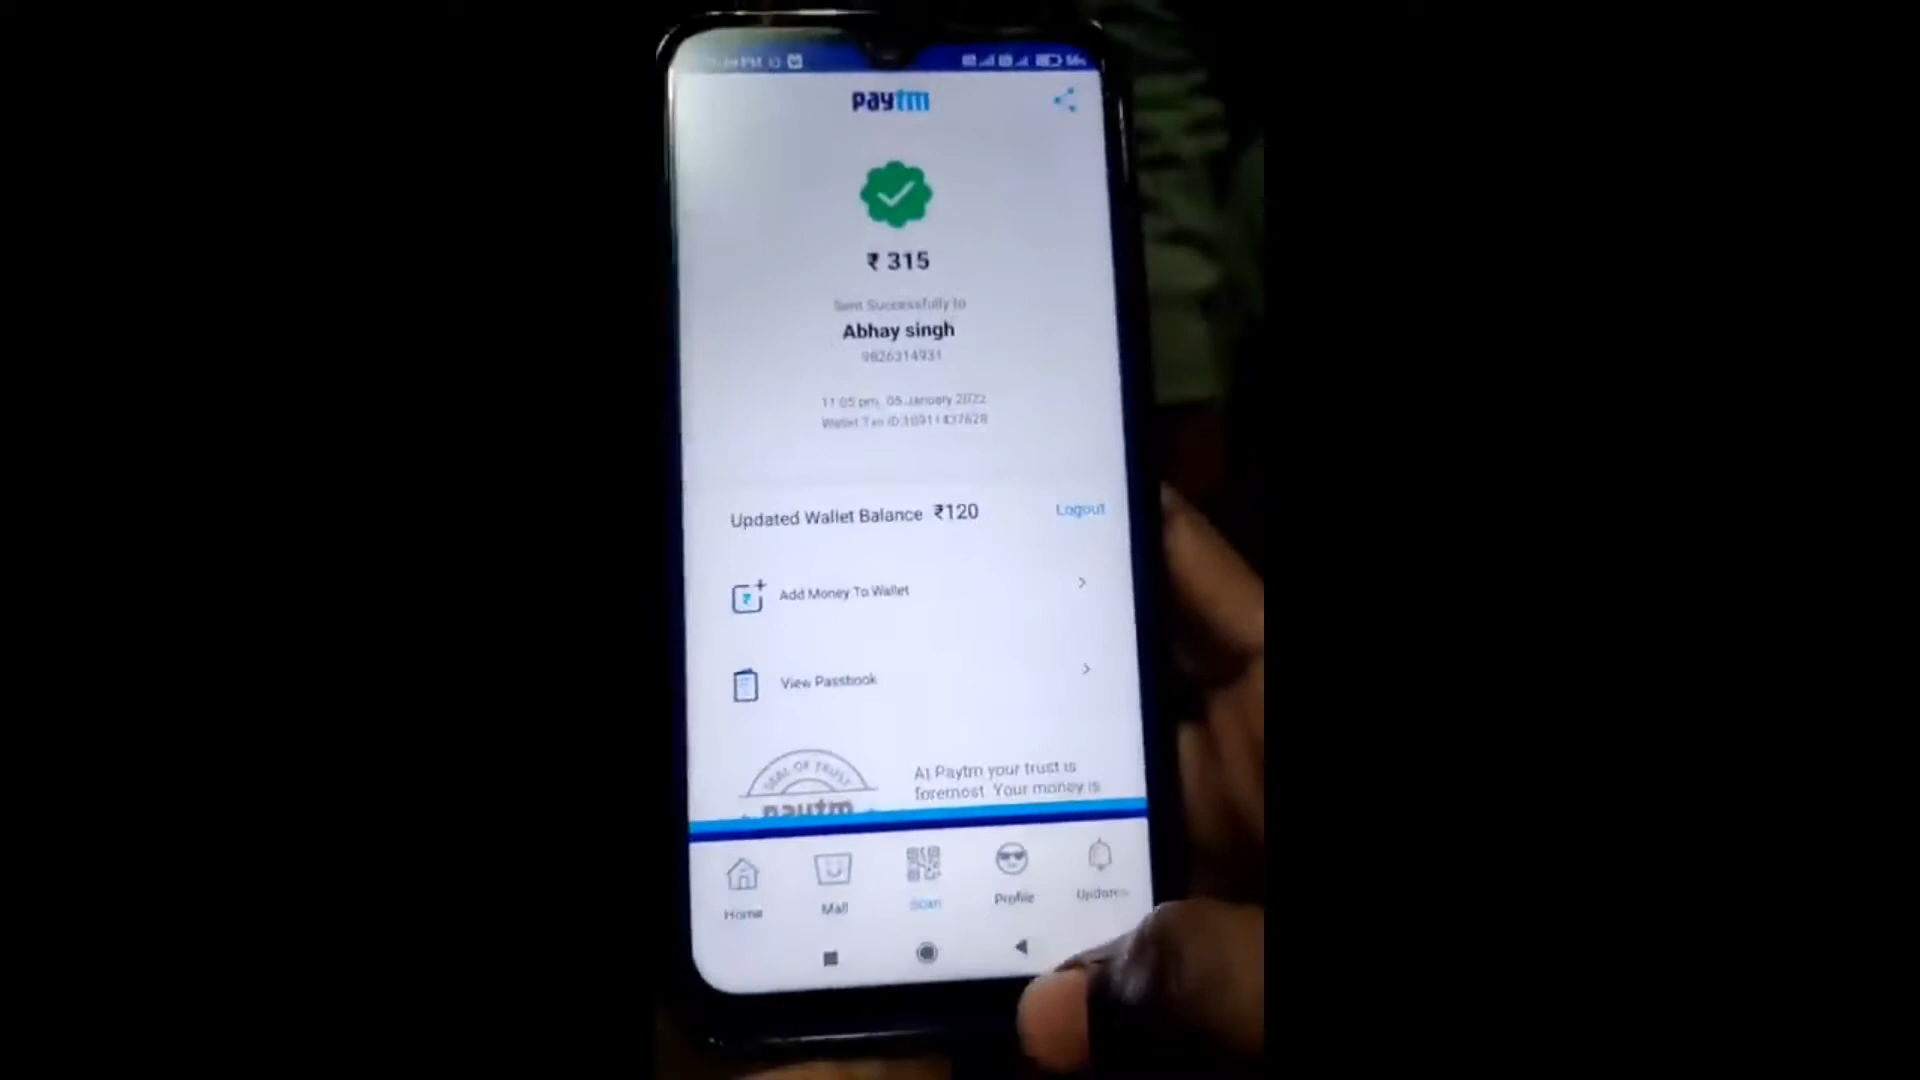 paytm
₹ 315
Sent Successfully to
Abhay singh
9826314931
11:05 pm, 05 January 2022
Wallet Txn ID:
Updated Wallet Balance ₹120 Logout
Add Money To Wallet
View Passbook
SEAL OF TRUST
paytm
At Paytm your trust is
foremost. Your money is
Home Mall Scan Profile Updates